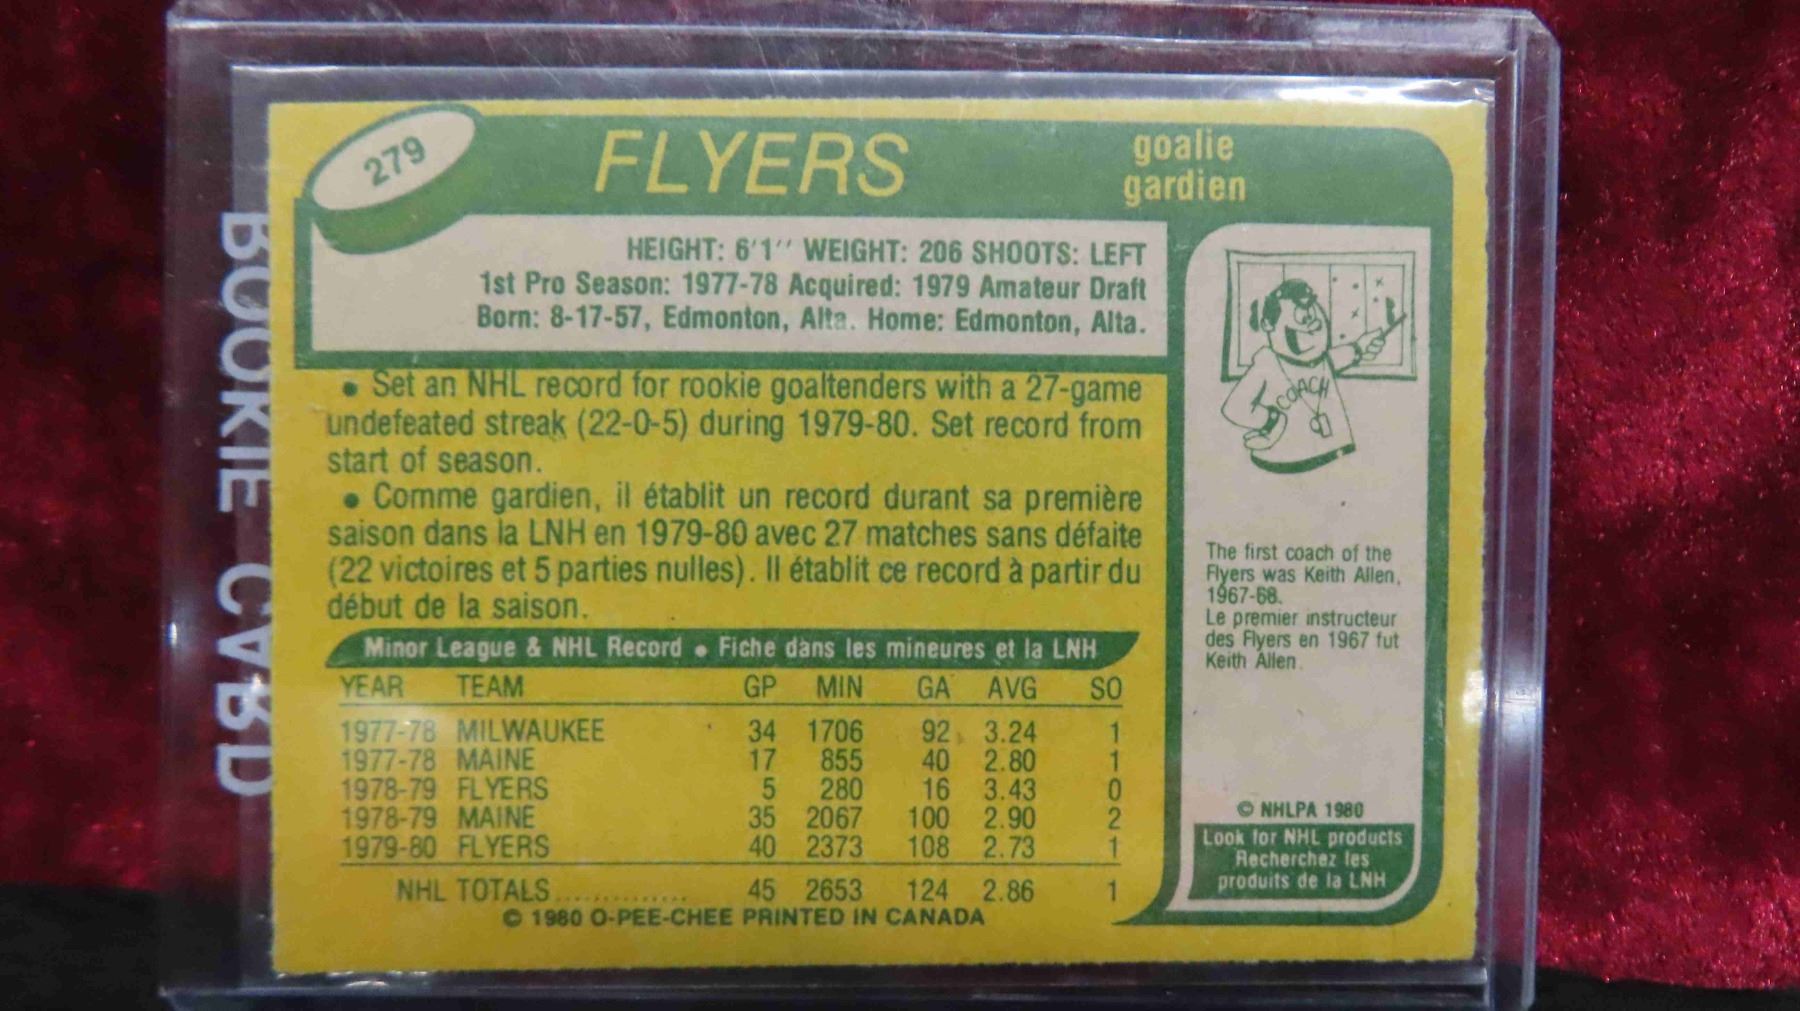 279
FLYERS
goalie
gardien
HEIGHT: 6'1'' WEIGHT: 206 SHOOTS: LEFT
1st Pro Season: 1977-78 Acquired: 1979 Amateur Draft
Born: 8-17-57, Edmonton, Alta. Home: Edmonton, Alta.
• Set an NHL record for rookie goaltenders with a 27-game
undefeated streak (22-0-5) during 1979-80. Set record from
start of season.
• Comme gardien, il établit un record durant sa première
saison dans la LNH en 1979-80 avec 27 matches sans défaite
(22 victoires et 5 parties nulles). Il établit ce record à partir du
début de la saison.
Minor League & NHL Record • Fiche dans les mineures et la LNH
YEAR TEAM GP MIN GA AVG SO
1977-78 MILWAUKEE 34 1706 92 3.24 1
1977-78 MAINE 17 855 40 2.80 1
1978-79 FLYERS 5 280 16 3.43 0
1978-79 MAINE 35 2067 100 2.90 2
1979-80 FLYERS 40 2373 108 2.73 1
NHL TOTALS.............. 45 2653 124 2.86 1
© 1980 O-PEE-CHEE PRINTED IN CANADA
COACH
The first coach of the
Flyers was Keith Allen,
1967-68.
Le premier instructeur
des Flyers en 1967 fut
Keith Allen.
© NHLPA 1980
Look for NHL products
Recherchez les
produits de la LNH
ROOKIE CARD